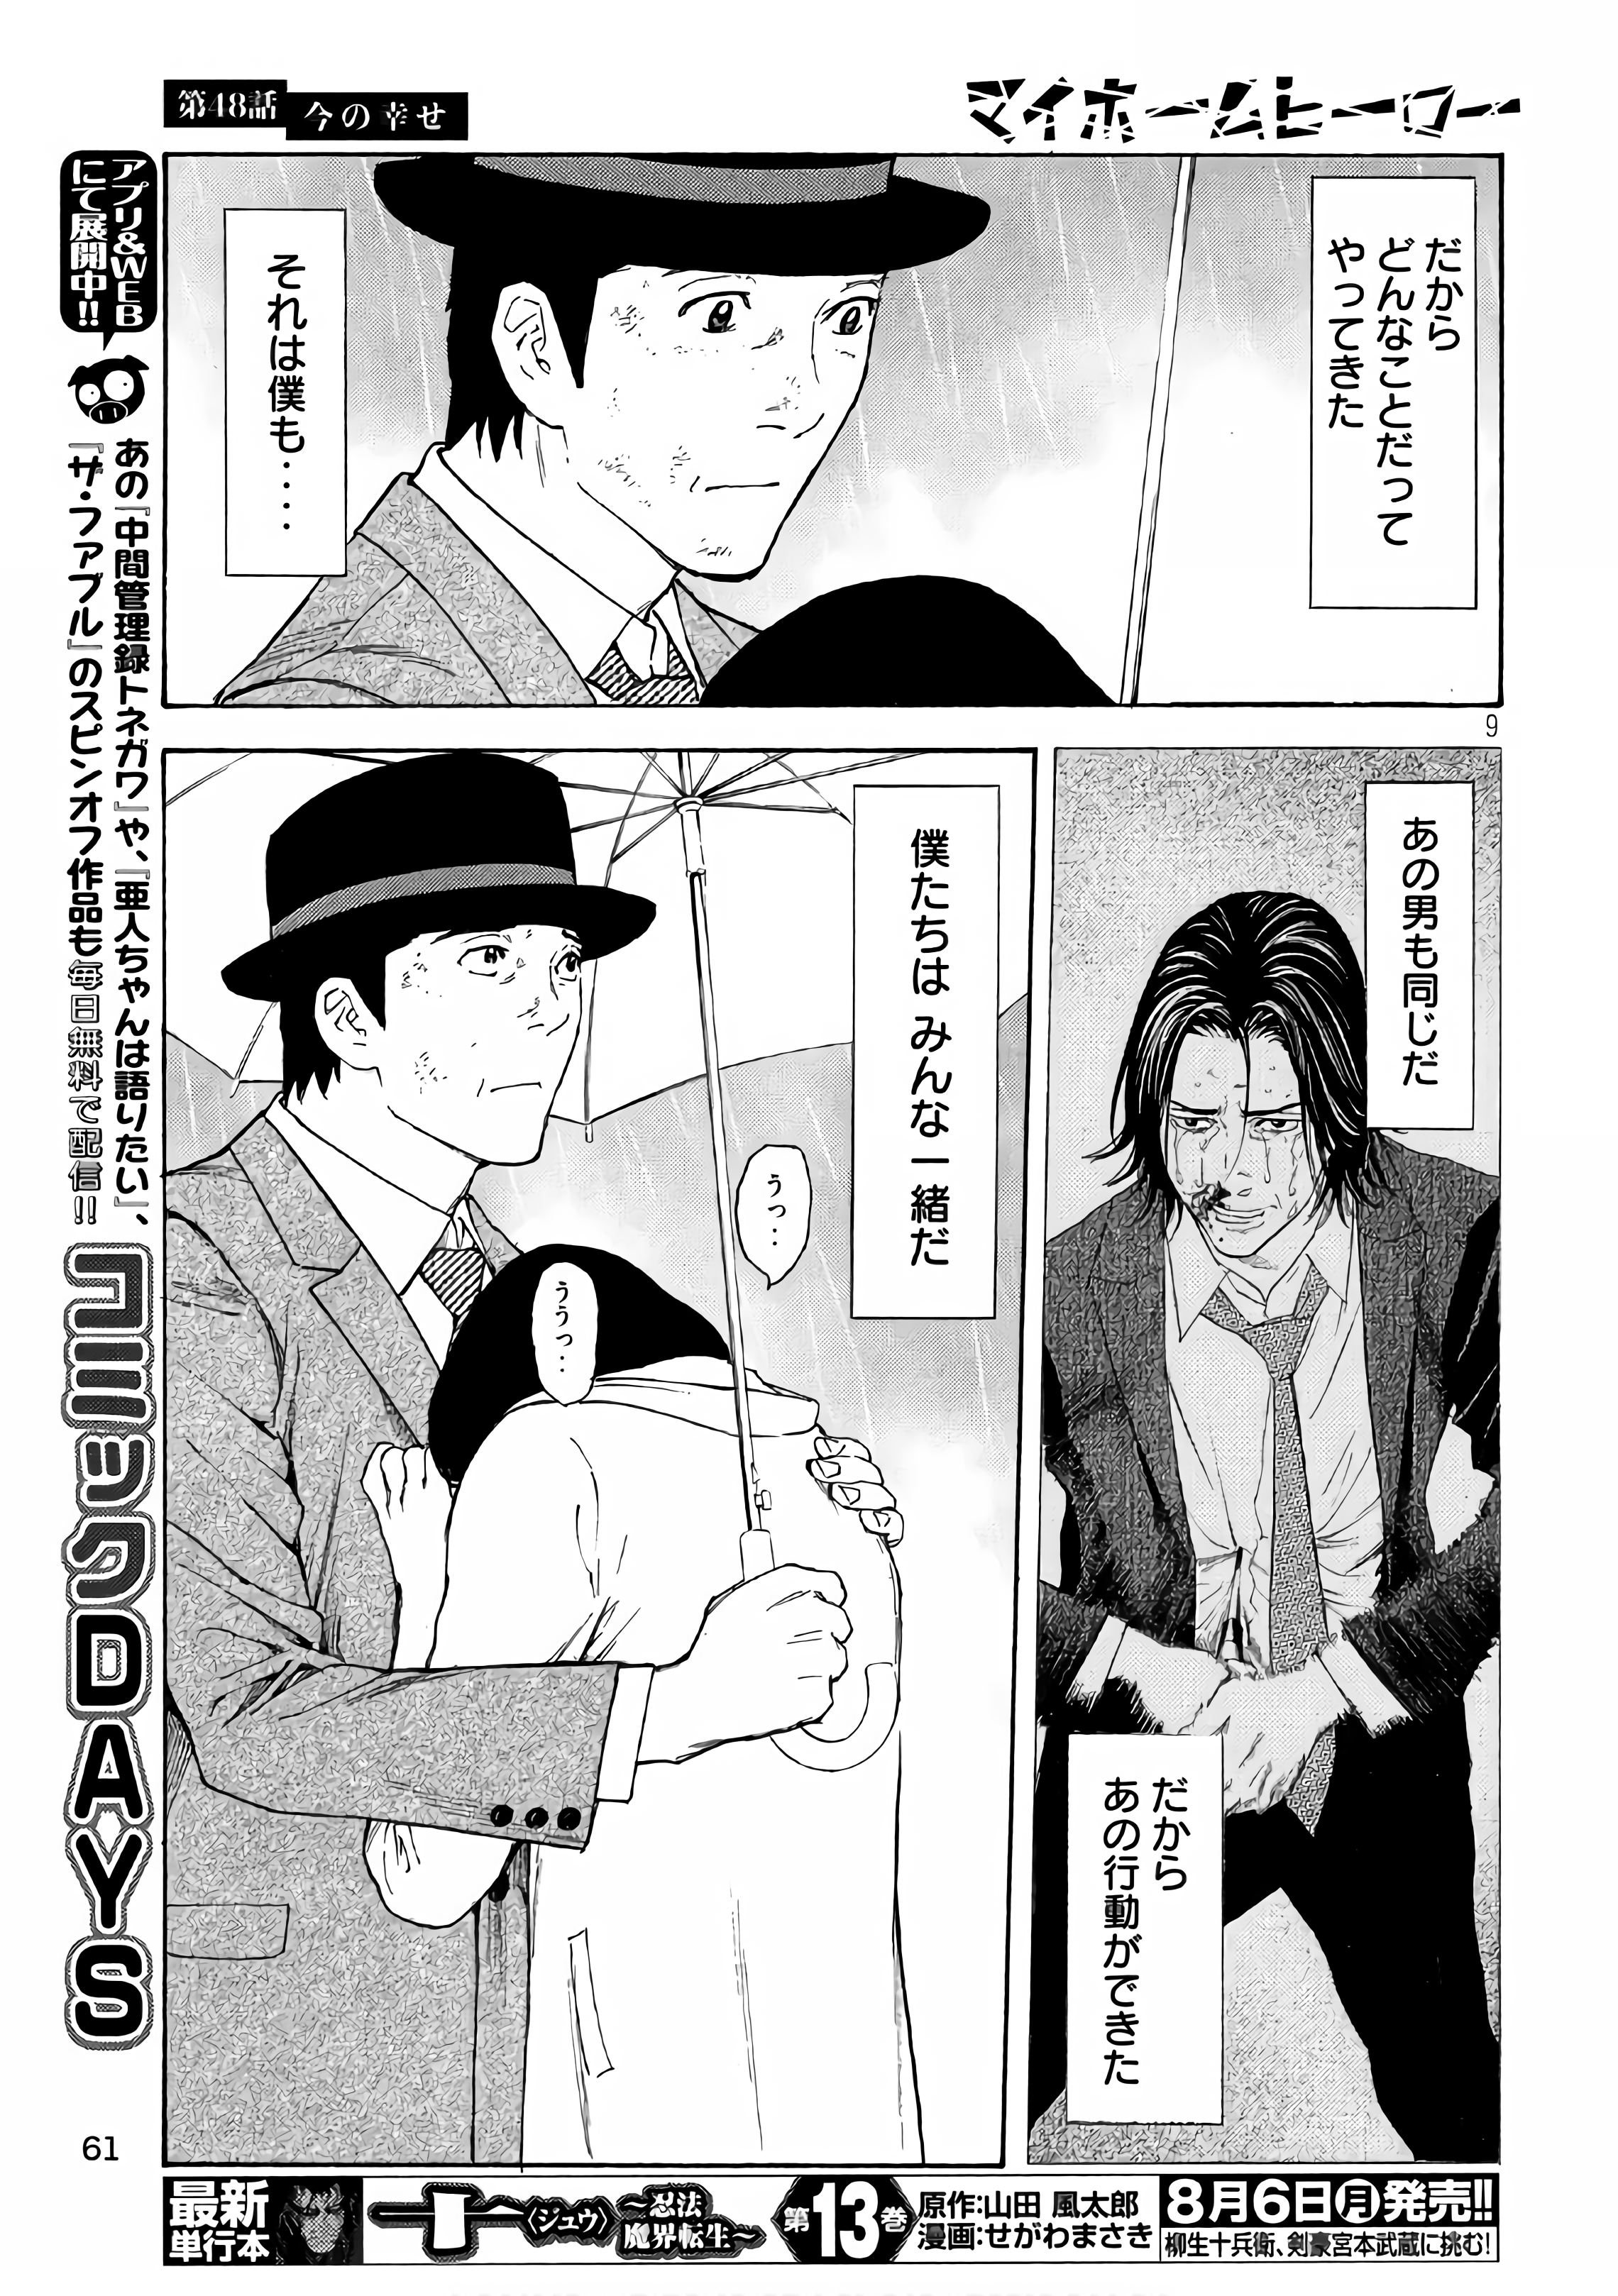 第48話
今の幸せ
マイホームヒーロー
だから
どんなことだって
やってきた
それは僕も‥‥
9
あの男も同じだ
だから
あの行動ができた
僕たちは みんな一緒だ
うっ‥
ううっ‥
アプリ&WEB
にて展開中!!
あの『中間管理録トネガワ』や、『亜人ちゃんは語りたい』、
『ザ・ファブル』のスピンオフ作品も毎日無料で配信!!
コミックDAYS
61
最新
単行本
十
〈ジュウ〉
～忍法
魔界転生～
第13巻
原作:山田 風太郎
漫画:せがわまさき
8月6日(月)発売!!
柳生十兵衛、剣豪宮本武蔵に挑む!